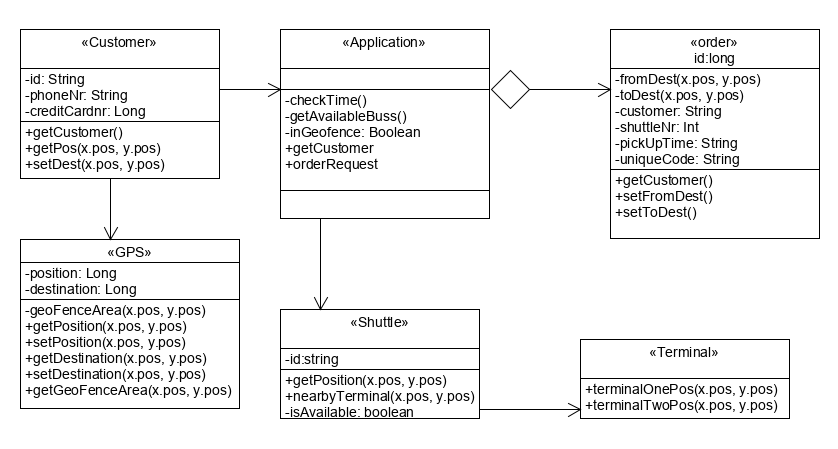 «Customer»
-id: String
-phoneNr: String
-creditCardnr: Long
+getCustomer()
+getPos(x.pos, y.pos)
+setDest(x.pos, y.pos)
«Application»
-checkTime()
-getAvailableBuss()
-inGeofence: Boolean
+getCustomer
+orderRequest
«order»
id:long
-fromDest(x.pos, y.pos)
-toDest(x.pos, y.pos)
-customer: String
-shuttleNr: Int
-pickUpTime: String
-uniqueCode: String
+getCustomer()
+setFromDest()
+setToDest()
«GPS»
-position: Long
-destination: Long
-geoFenceArea(x.pos, y.pos)
+getPosition(x.pos, y.pos)
+setPosition(x.pos, y.pos)
+getDestination(x.pos, y.pos)
+setDestination(x.pos, y.pos)
+getGeoFenceArea(x.pos, y.pos)
«Shuttle»
-id:string
+getPosition(x.pos, y.pos)
+nearbyTerminal(x.pos, y.pos)
-isAvailable: boolean
«Terminal»
+terminalOnePos(x.pos, y.pos)
+terminalTwoPos(x.pos, y.pos)